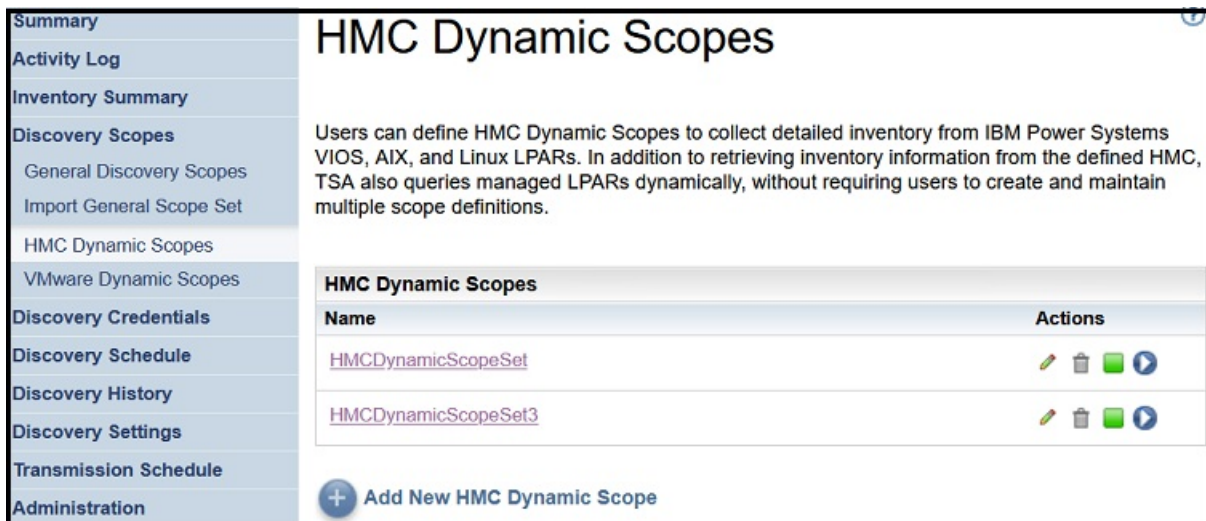 Summary
Activity Log
Inventory Summary
Discovery Scopes
General Discovery Scopes
Import General Scope Set
HMC Dynamic Scopes
VMware Dynamic Scopes
Discovery Credentials
Discovery Schedule
Discovery History
Discovery Settings
Transmission Schedule
Administration
?
HMC Dynamic Scopes
Users can define HMC Dynamic Scopes to collect detailed inventory from IBM Power Systems
VIOS, AIX, and Linux LPARs. In addition to retrieving inventory information from the defined HMC,
TSA also queries managed LPARs dynamically, without requiring users to create and maintain
multiple scope definitions.
HMC Dynamic Scopes
Name Actions
HMCDynamicScopeSet
HMCDynamicScopeSet3
Add New HMC Dynamic Scope